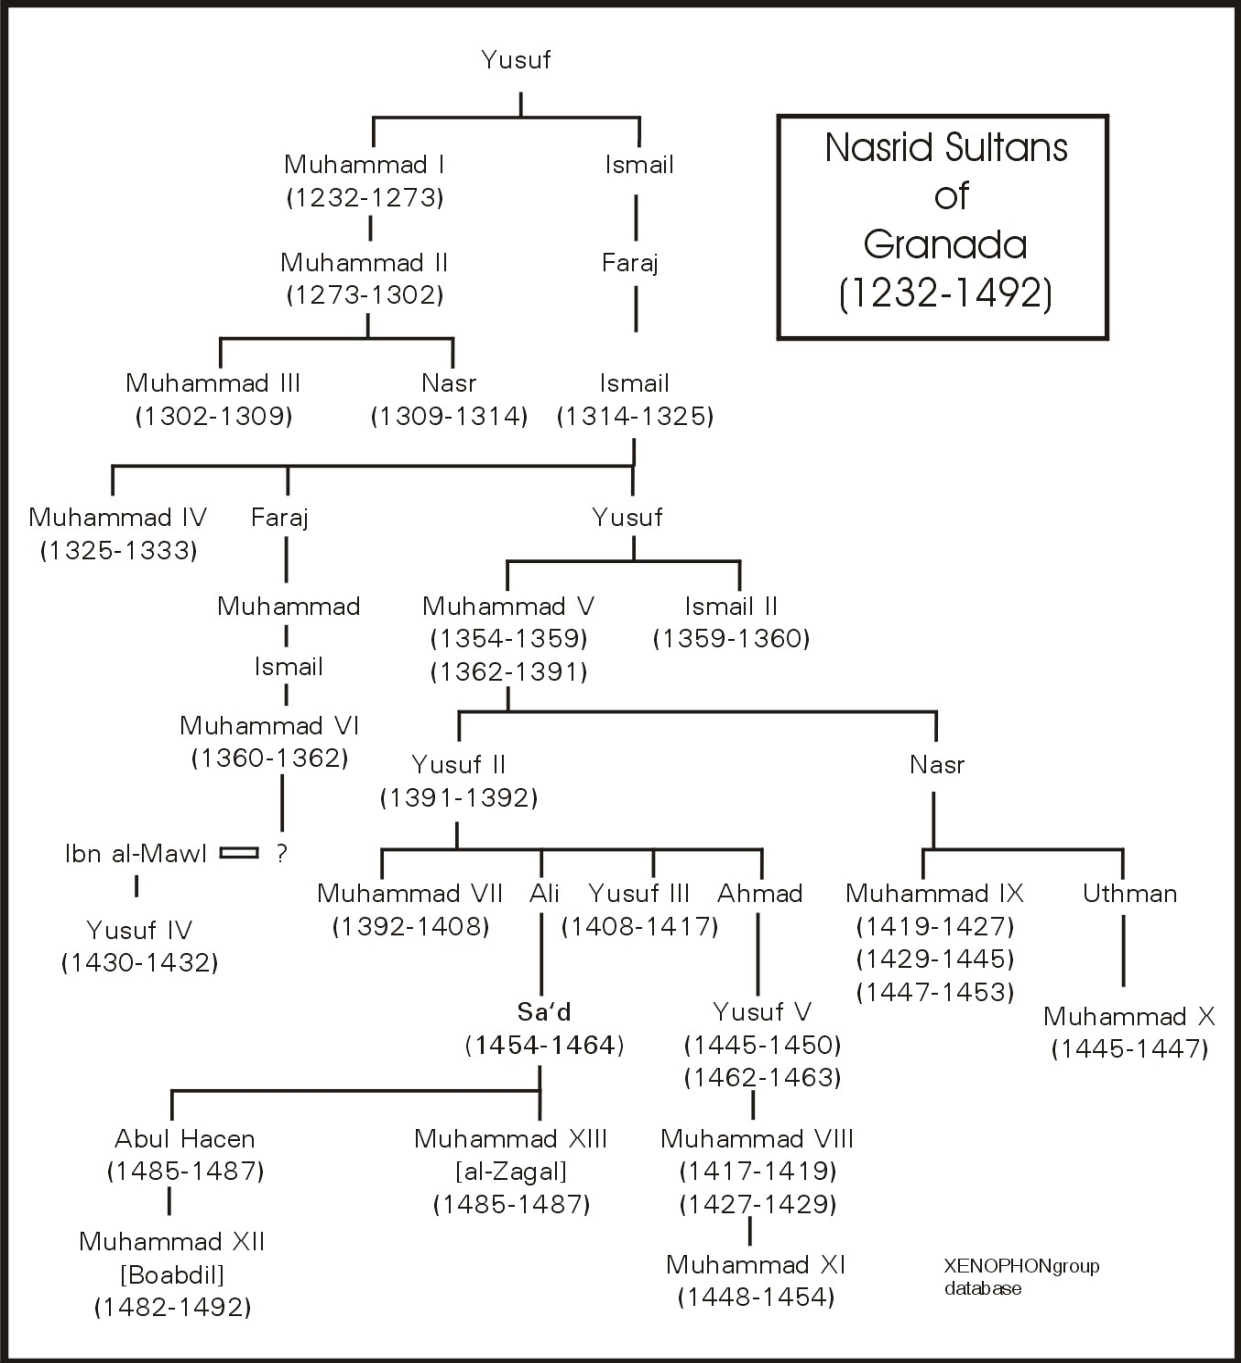 Yusuf
Nasrid Sultans
of
Granada
(1232-1492)
Muhammad I
(1232-1273)
Ismail
Muhammad II
(1273-1302)
Faraj
Muhammad III
(1302-1309)
Nasr
(1309-1314)
Ismail
(1314-1325)
Muhammad IV
(1325-1333)
Faraj
Yusuf
Muhammad
Muhammad V
(1354-1359)
(1362-1391)
Ismail II
(1359-1360)
Ismail
Muhammad VI
(1360-1362)
Yusuf II
(1391-1392)
Nasr
Ibn al-Mawl
?
Yusuf IV
(1430-1432)
Muhammad VII
(1392-1408)
Ali
Yusuf III
(1408-1417)
Ahmad
Muhammad IX
(1419-1427)
(1429-1445)
(1447-1453)
Uthman
Sa‘d
(1454-1464)
Yusuf V
(1445-1450)
(1462-1463)
Muhammad X
(1445-1447)
Abul Hacen
(1485-1487)
Muhammad XIII
[al-Zagal]
(1485-1487)
Muhammad VIII
(1417-1419)
(1427-1429)
Muhammad XII
[Boabdil]
(1482-1492)
Muhammad XI
(1448-1454)
XENOPHONgroup
database